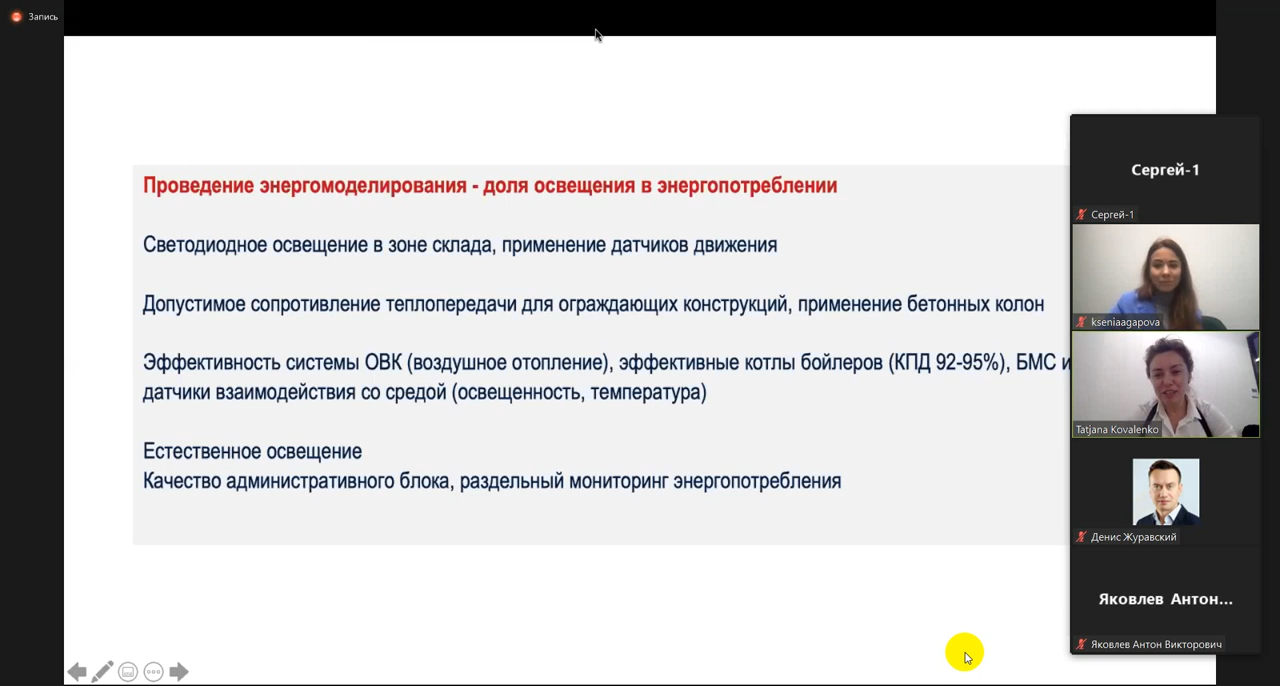 Запись
Проведение энергомоделирования - доля освещения в энергопотреблении
Светодиодное освещение в зоне склада, применение датчиков движения
Допустимое сопротивление теплопередачи для ограждающих конструкций, применение бетонных колон
Эффективность системы ОВК (воздушное отопление), эффективные котлы бойлеров (КПД 92-95%), БМС и
датчики взаимодействия со средой (освещенность, температура)
Естественное освещение
Качество административного блока, раздельный мониторинг энергопотребления
Сергей-1
Сергей-1
kseniaagapova
Tatjana Kovalenko
Денис Журавский
Яковлев Антон...
Яковлев Антон Викторович